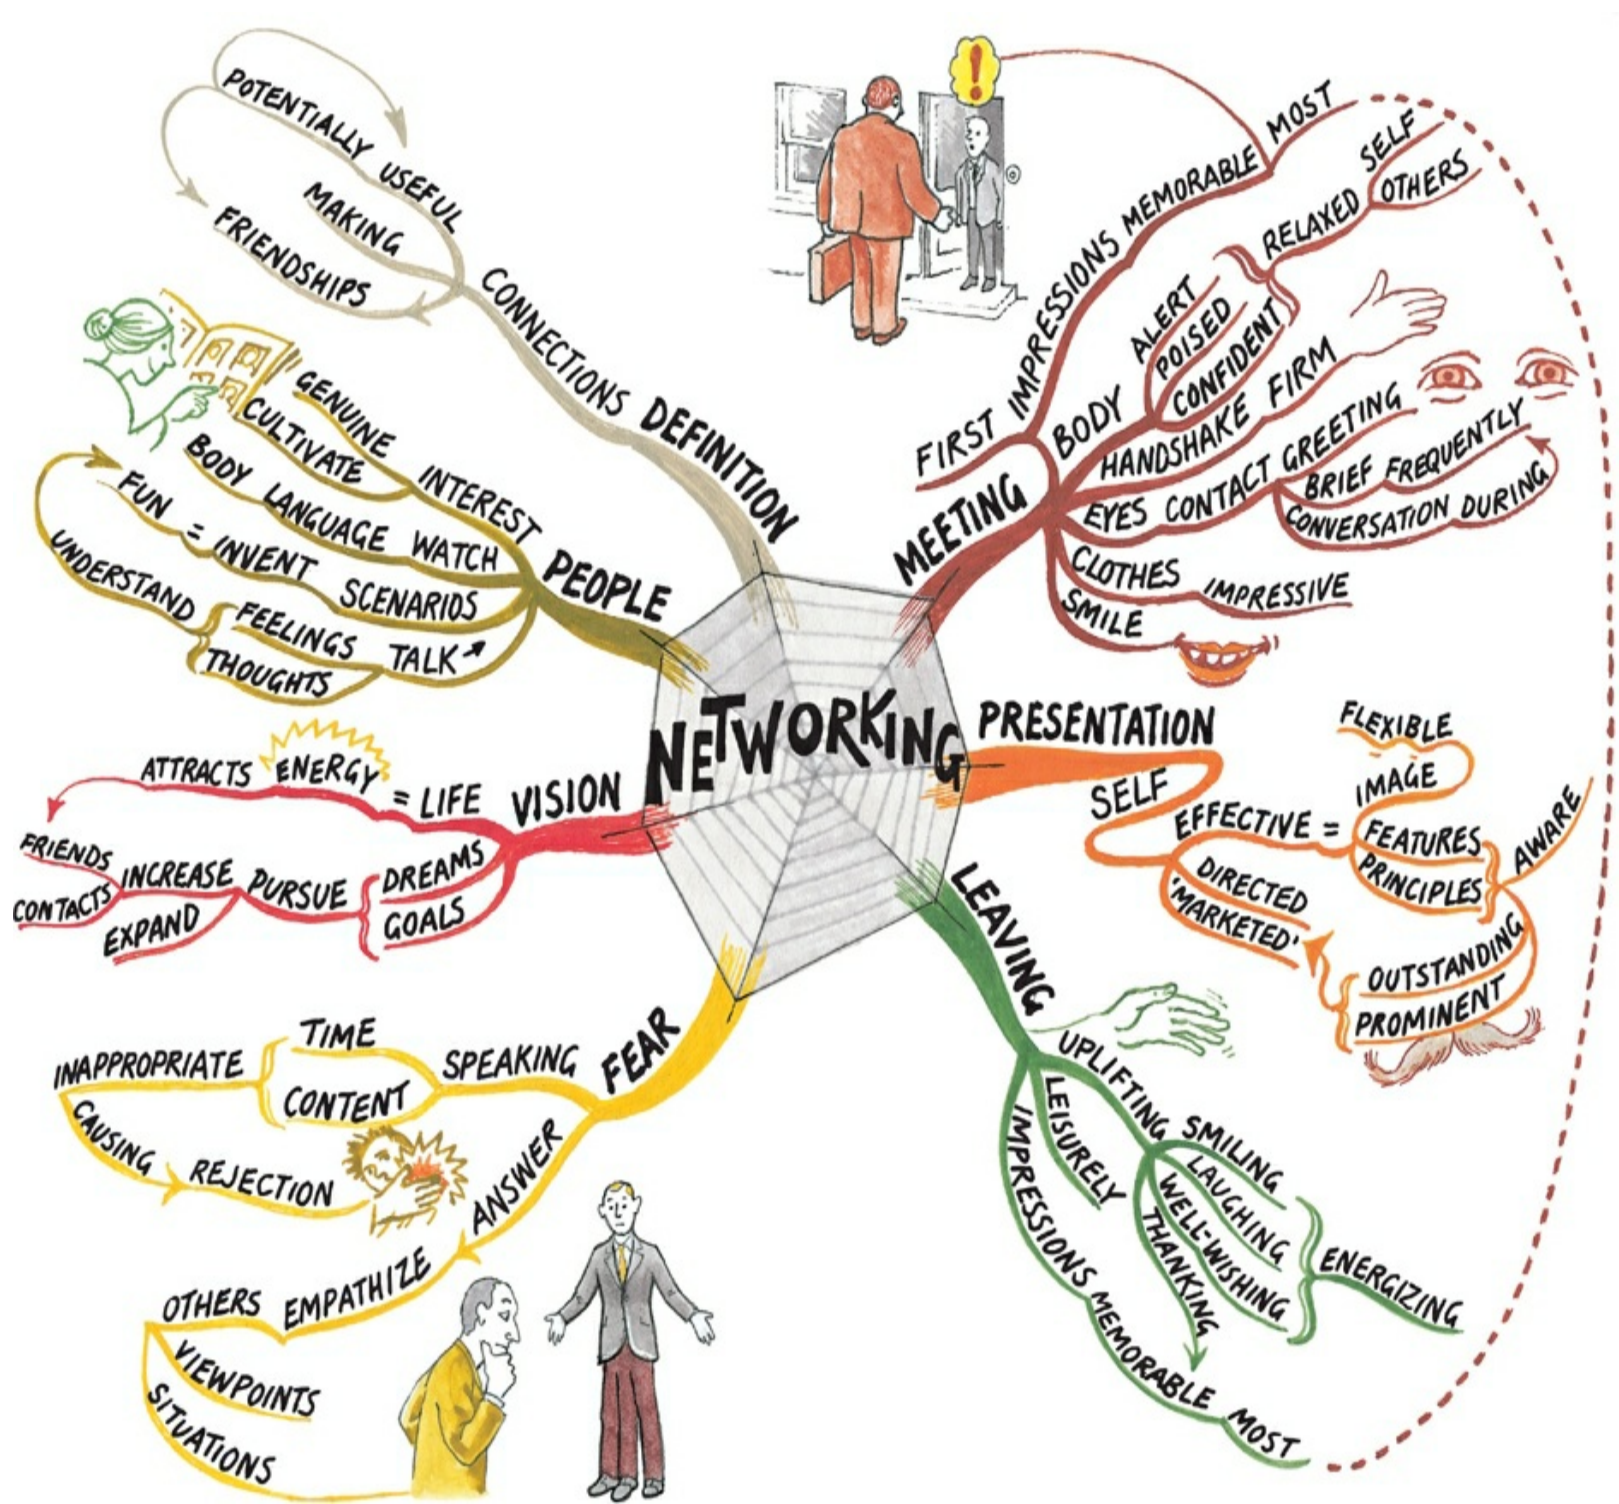 NETWORKING
MEETING
FIRST
IMPRESSIONS
MEMORABLE
MOST
!
BODY
ALERT
POISED
CONFIDENT
RELAXED
SELF
OTHERS
HANDSHAKE
FIRM
EYES CONTACT
GREETING
BRIEF FREQUENTLY
CONVERSATION DURING
CLOTHES
IMPRESSIVE
SMILE
PRESENTATION
SELF
EFFECTIVE =
IMAGE
FLEXIBLE
FEATURES
PRINCIPLES
AWARE
OUTSTANDING
PROMINENT
DIRECTED
'MARKETED'
LEAVING
UPLIFTING
SMILING
LAUGHING
WELL-WISHING
THANKING
ENERGIZING
LEISURELY
IMPRESSIONS
MEMORABLE
MOST
FEAR
SPEAKING
TIME
CONTENT
INAPPROPRIATE
CAUSING
REJECTION
ANSWER
EMPATHIZE
OTHERS
VIEWPOINTS
SITUATIONS
VISION
= LIFE
ENERGY
ATTRACTS
DREAMS
GOALS
PURSUE
INCREASE
FRIENDS
CONTACTS
EXPAND
PEOPLE
INTEREST
GENUINE
CULTIVATE
WATCH
LANGUAGE
BODY
SCENARIOS
INVENT
= FUN
TALK
FEELINGS
THOUGHTS
UNDERSTAND
DEFINITION
CONNECTIONS
USEFUL
POTENTIALLY
MAKING
FRIENDSHIPS